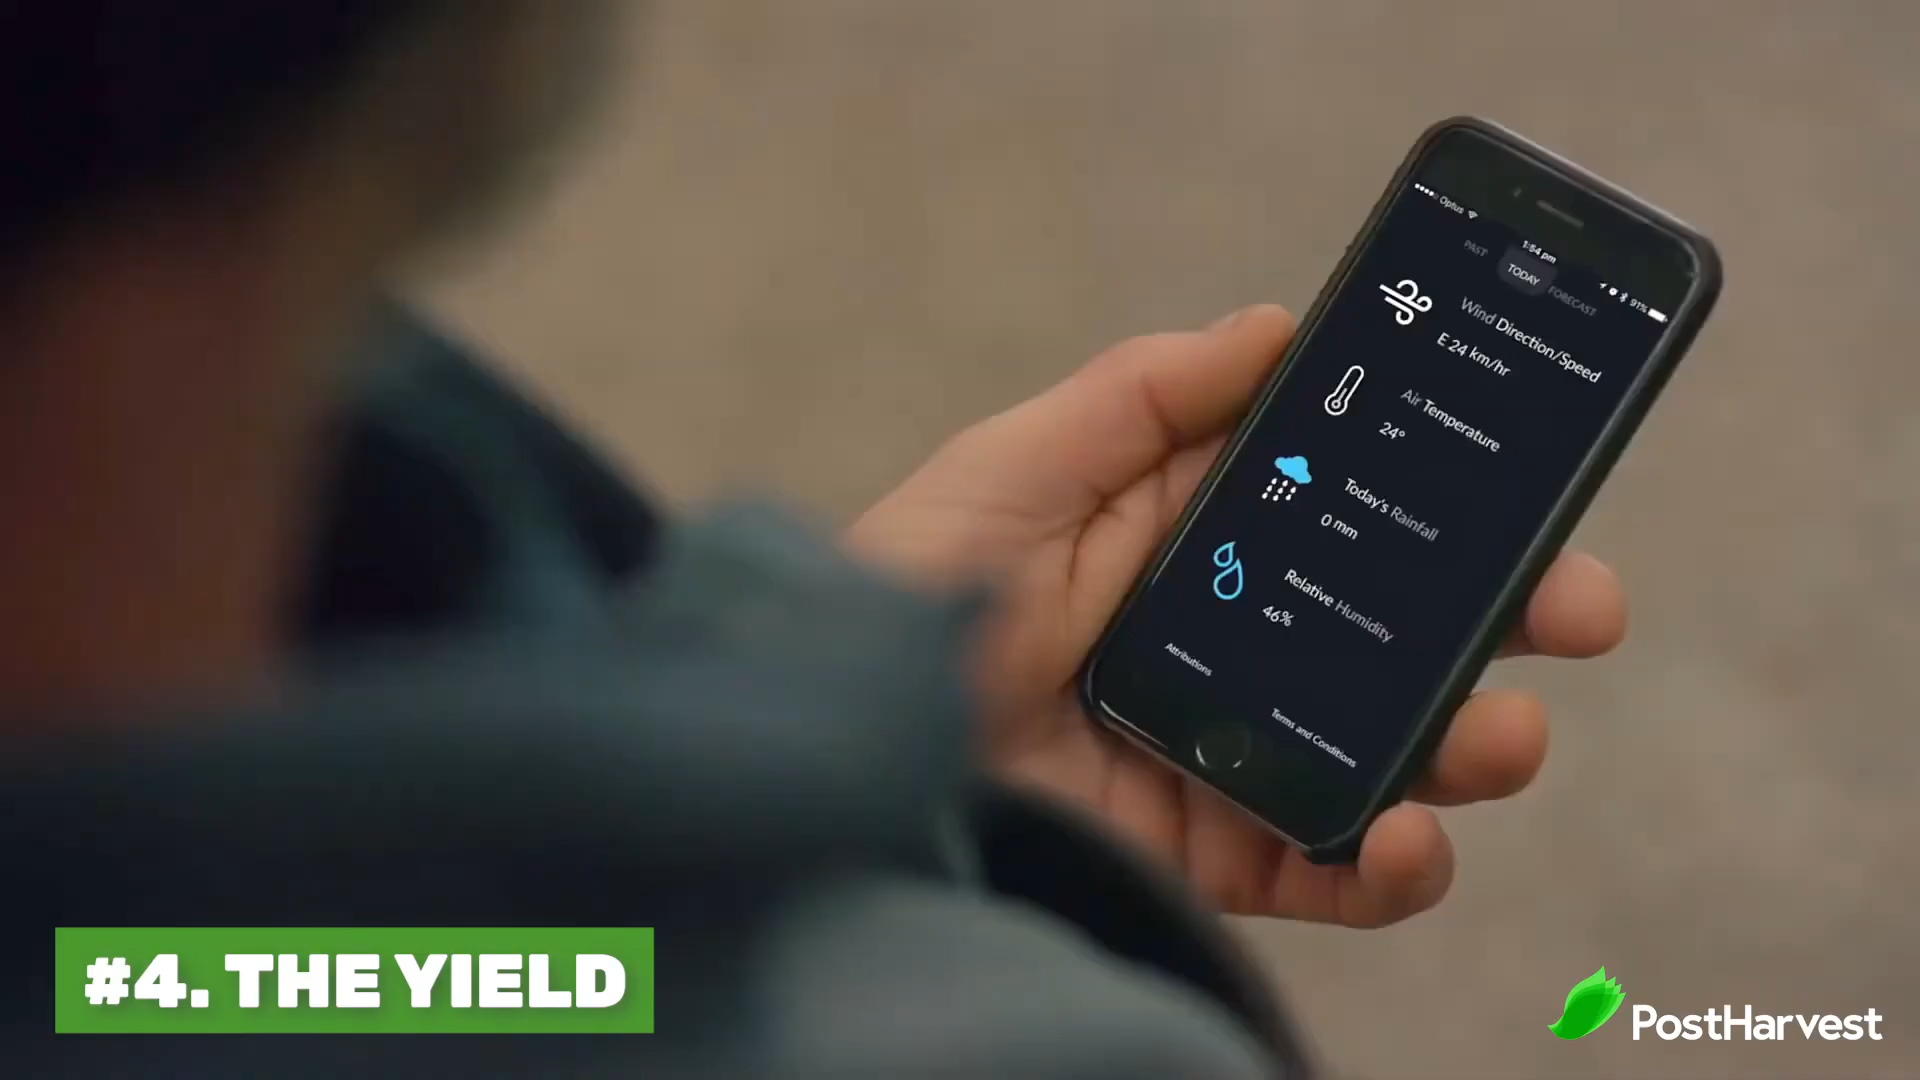 Optus
1:54 pm
91%
PAST
TODAY
FORECAST
Wind Direction/Speed
E 24 km/hr
Air Temperature
24°
Today's Rainfall
0 mm
Relative Humidity
46%
Attributions
Terms and Conditions
#4. THE YIELD
PostHarvest